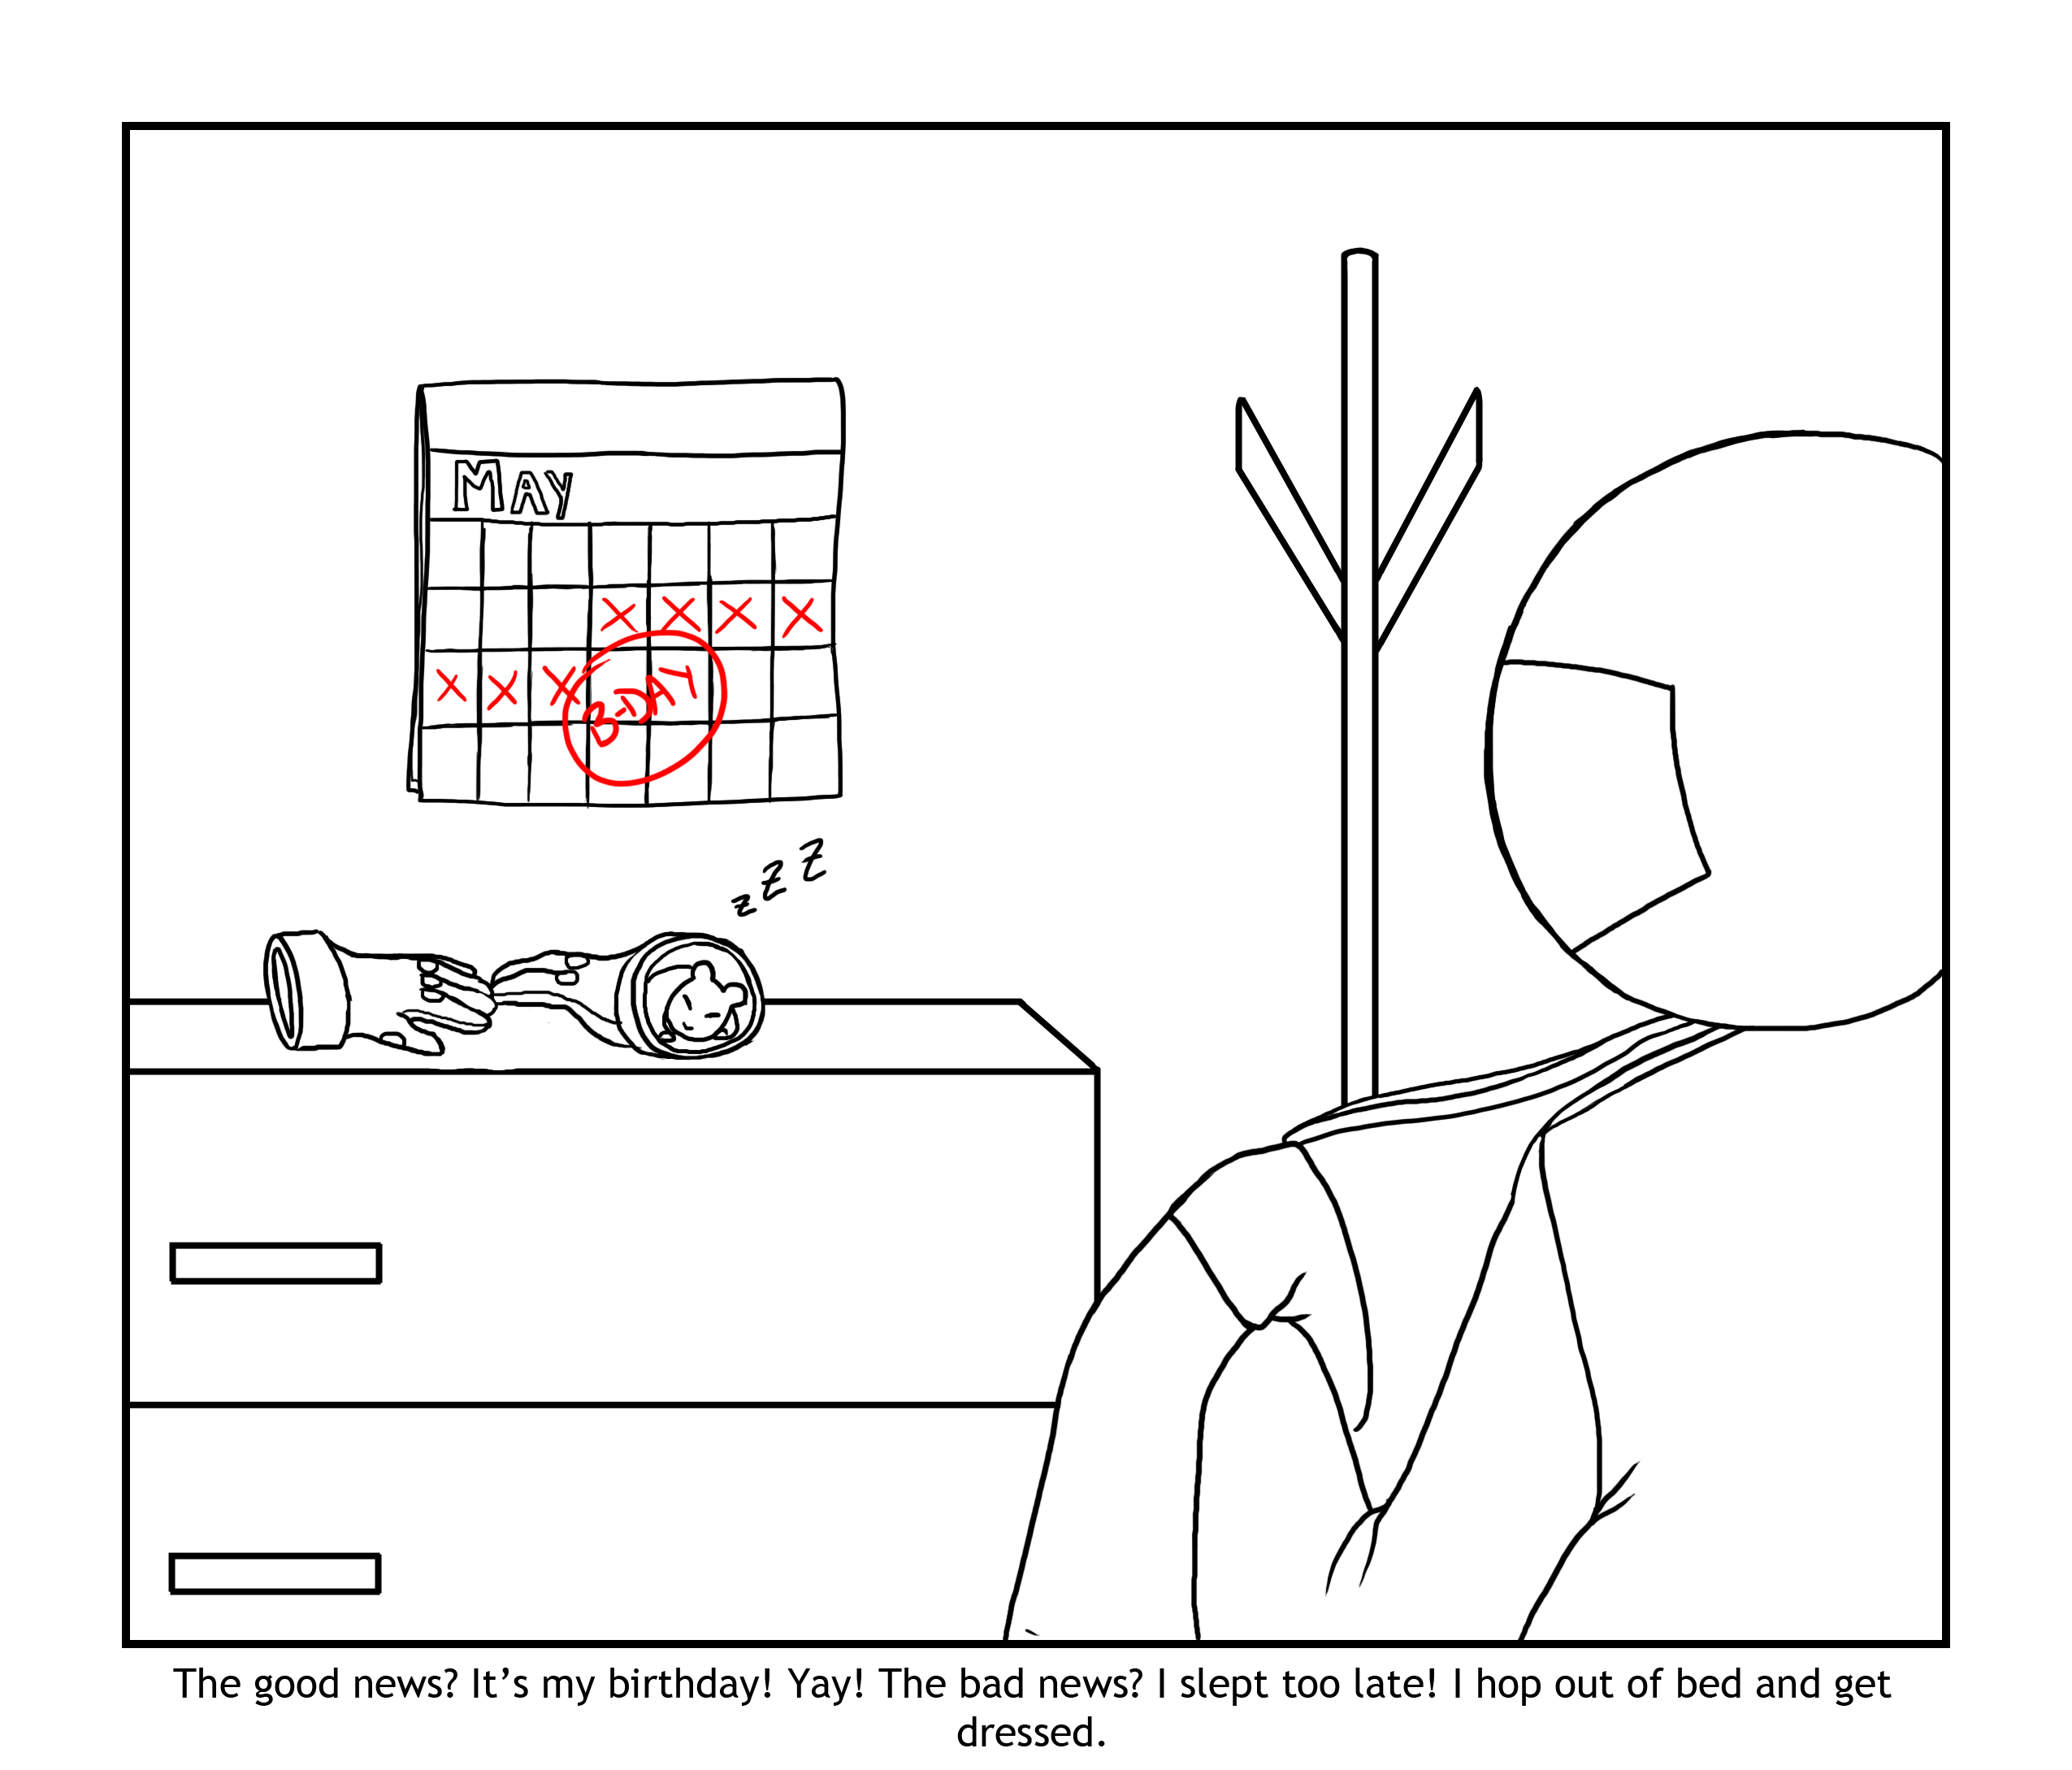 MAY
B-DAY
z z z
The good news? It’s my birthday! Yay! The bad news? I slept too late! I hop out of bed and get
dressed.